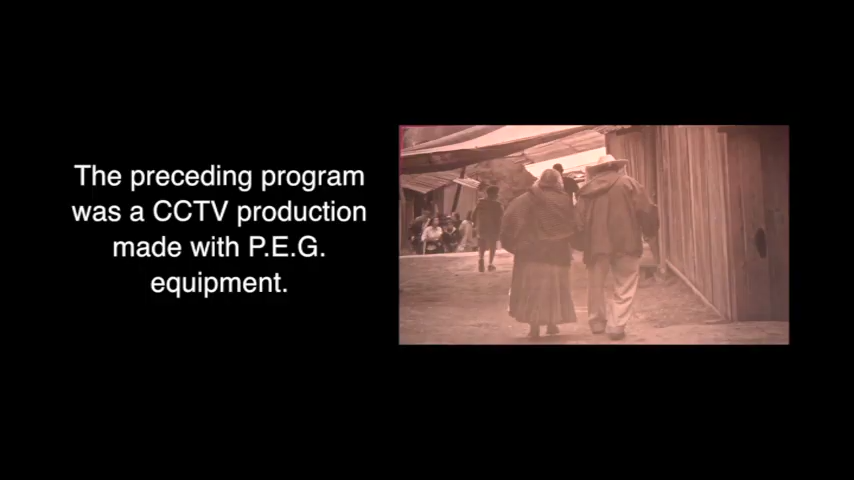 The preceding program
was a CCTV production
made with P.E.G.
equipment.